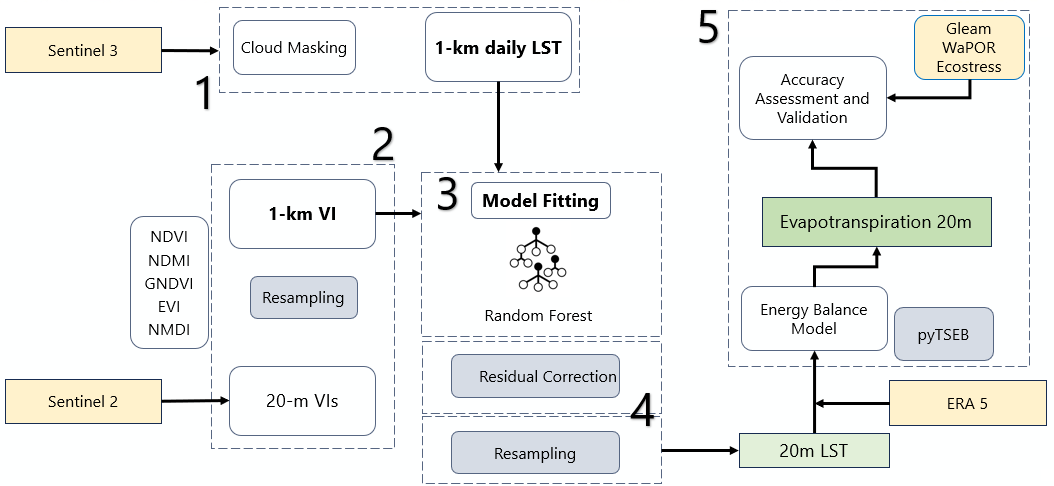 Sentinel 3
Cloud Masking
1-km daily LST
1
2
1-km VI
NDVI
NDMI
GNDVI
EVI
NMDI
Resampling
Sentinel 2
20-m VIs
3
Model Fitting
Random Forest
Residual Correction
4
Resampling
20m LST
ERA 5
5
Gleam
WaPOR
Ecostress
Accuracy
Assessment and
Validation
Evapotranspiration 20m
Energy Balance
Model
pyTSEB